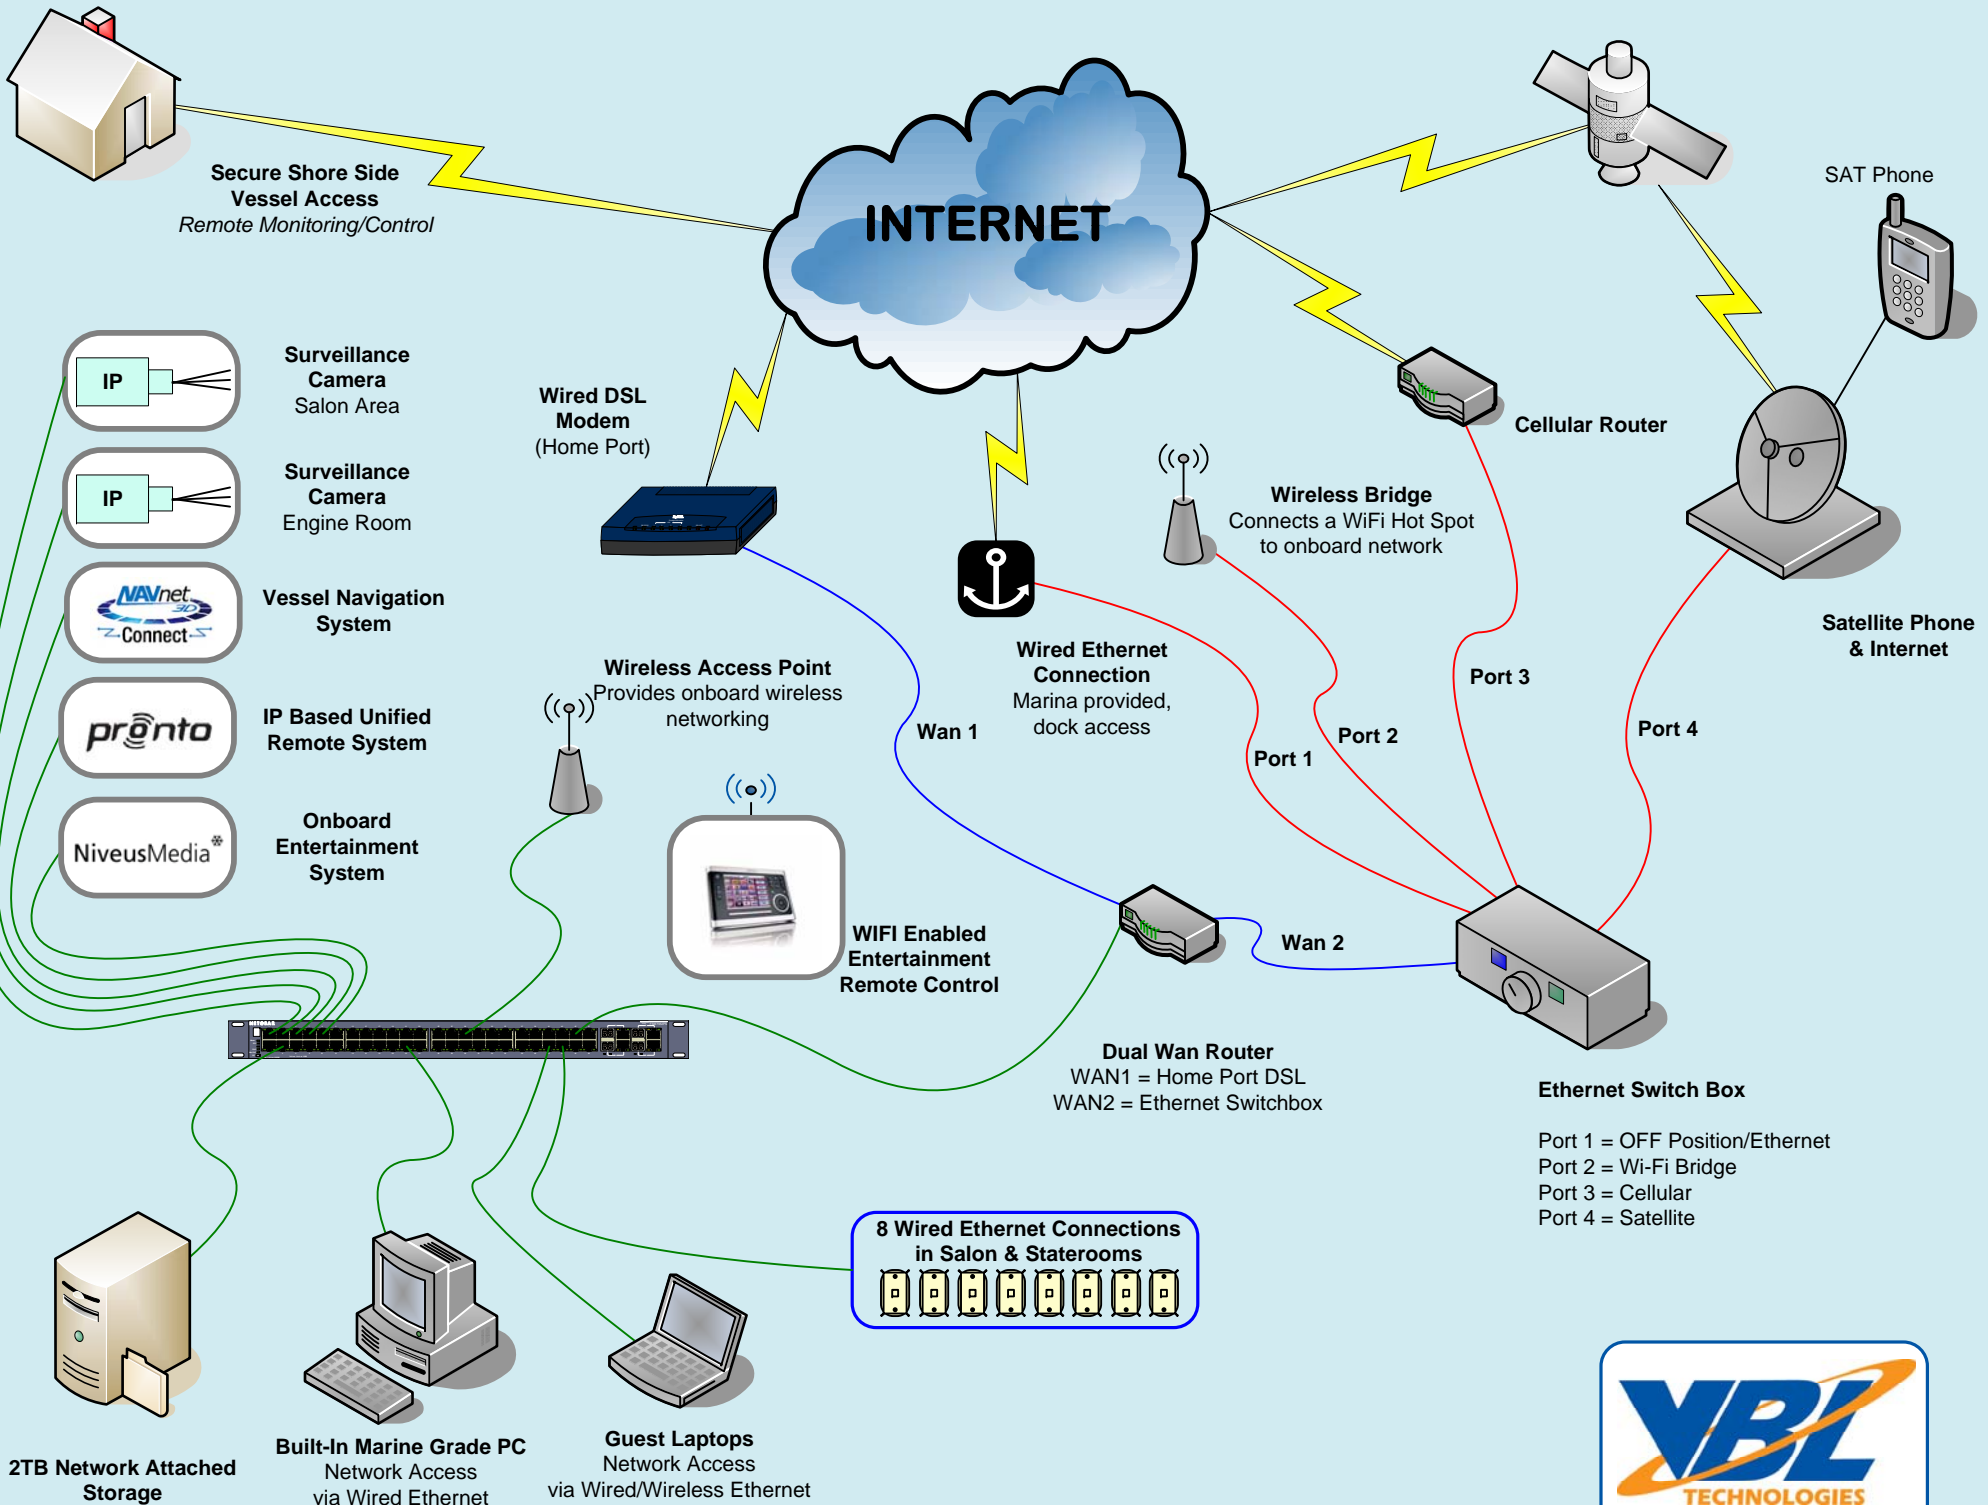 Secure Shore Side
Vessel Access
Remote Monitoring/Control
INTERNET
SAT Phone
IP
Surveillance
Camera
Salon Area
IP
Surveillance
Camera
Engine Room
NAVnet
3D
Connect
Vessel Navigation
System
pronto
IP Based Unified
Remote System
NiveusMedia*
Onboard
Entertainment
System
Wired DSL
Modem
(Home Port)
Wireless Access Point
Provides onboard wireless
networking
Wan 1
Wired Ethernet
Connection
Marina provided,
dock access
Wireless Bridge
Connects a WiFi Hot Spot
to onboard network
Cellular Router
Satellite Phone
& Internet
Port 1
Port 2
Port 3
Port 4
WIFI Enabled
Entertainment
Remote Control
Wan 2
NETGEAR
Dual Wan Router
WAN1 = Home Port DSL
WAN2 = Ethernet Switchbox
Ethernet Switch Box
Port 1 = OFF Position/Ethernet
Port 2 = Wi-Fi Bridge
Port 3 = Cellular
Port 4 = Satellite
8 Wired Ethernet Connections
in Salon & Staterooms
2TB Network Attached
Storage
Built-In Marine Grade PC
Network Access
via Wired Ethernet
Guest Laptops
Network Access
via Wired/Wireless Ethernet
YBL
TECHNOLOGIES